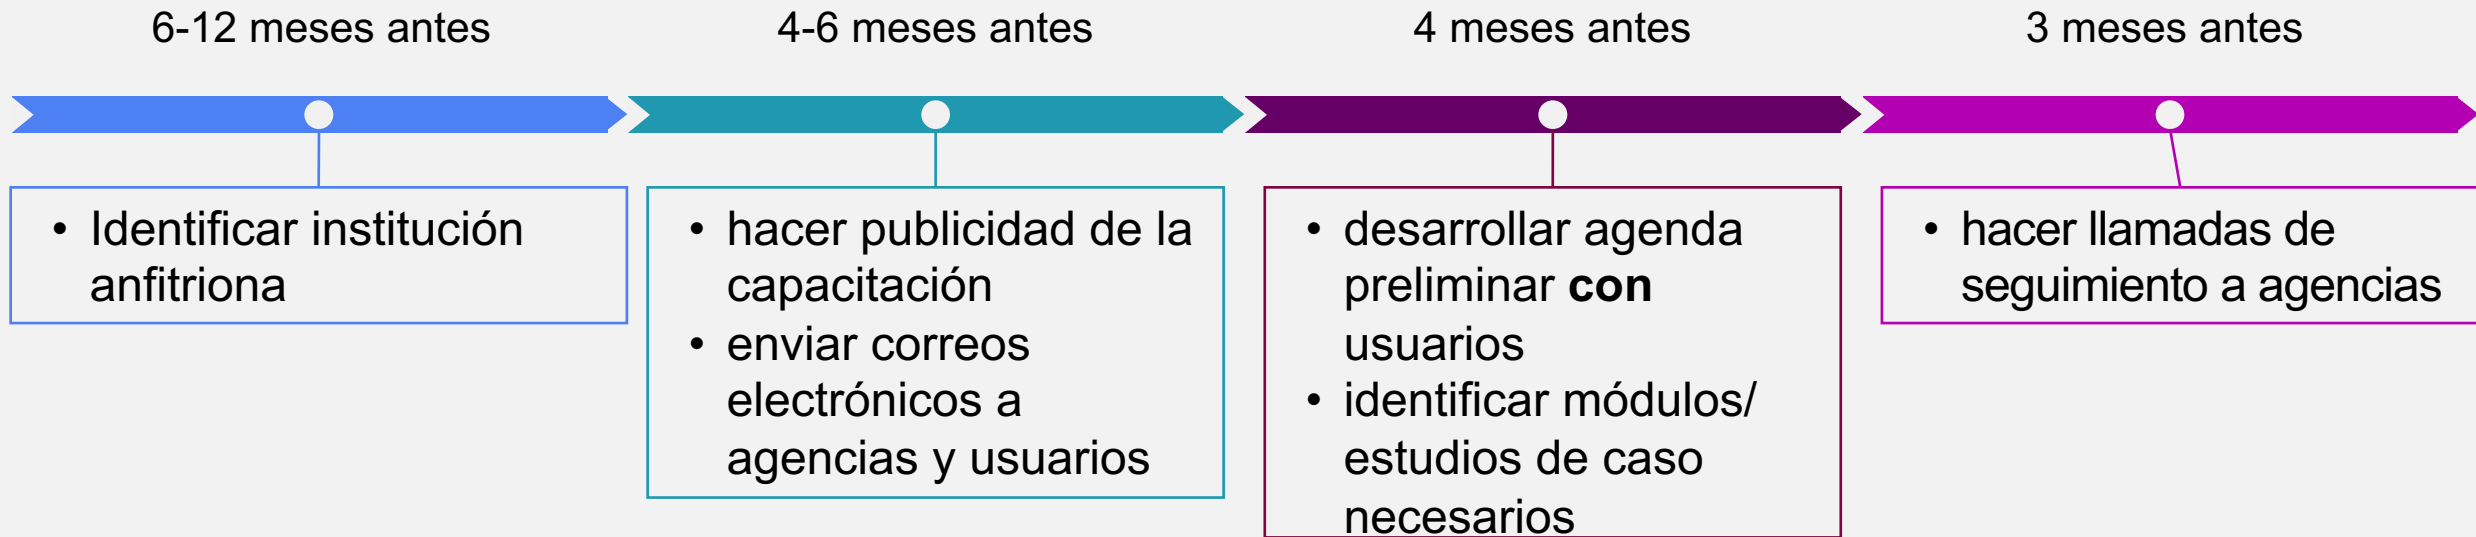 6-12 meses antes
4-6 meses antes
4 meses antes
3 meses antes
• Identificar institución
anfitriona
• hacer publicidad de la
capacitación
• enviar correos
electrónicos a
agencias y usuarios
• desarrollar agenda
preliminar con
usuarios
• identificar módulos/
estudios de caso
necesarios
• hacer llamadas de
seguimiento a agencias